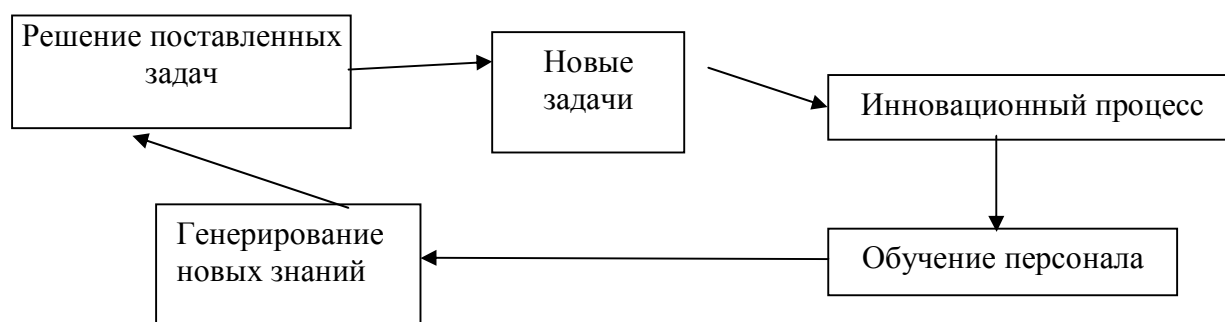 Решение поставленных
задач
Новые
задачи
Инновационный процесс
Генерирование
новых знаний
Обучение персонала